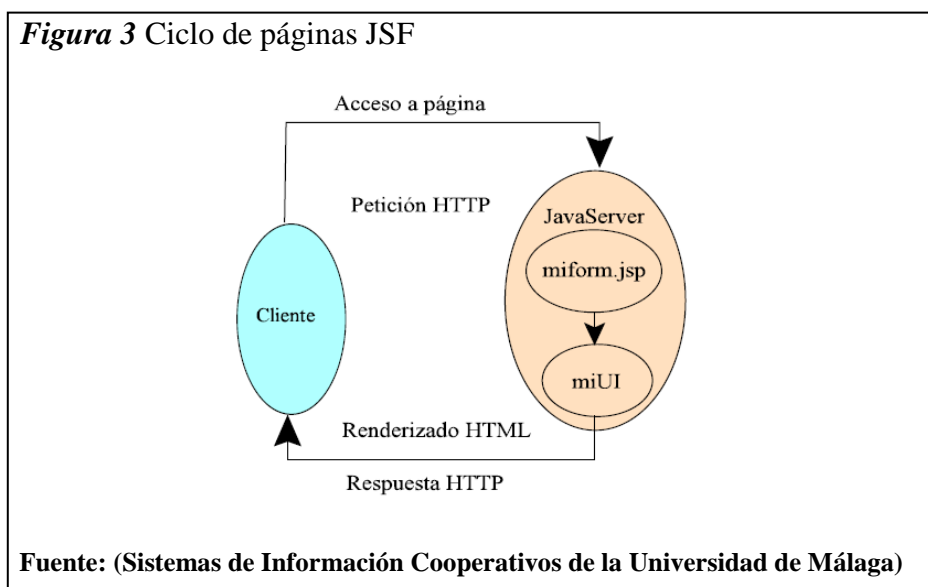 Figura 3 Ciclo de páginas JSF
Acceso a página
Petición HTTP
JavaServer
miform.jsp
Cliente
miUI
Renderizado HTML
Respuesta HTTP
Fuente: (Sistemas de Información Cooperativos de la Universidad de Málaga)